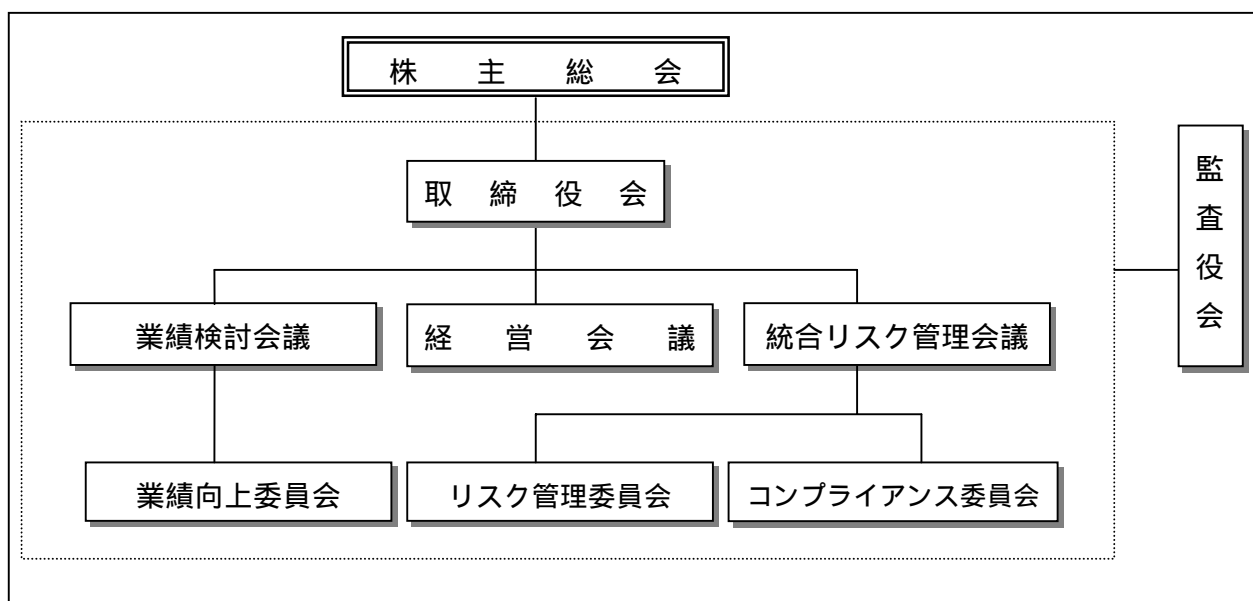 株主総会
取締役会
監査役会
業績検討会議
経営会議
統合リスク管理会議
業績向上委員会
リスク管理委員会
コンプライアンス委員会